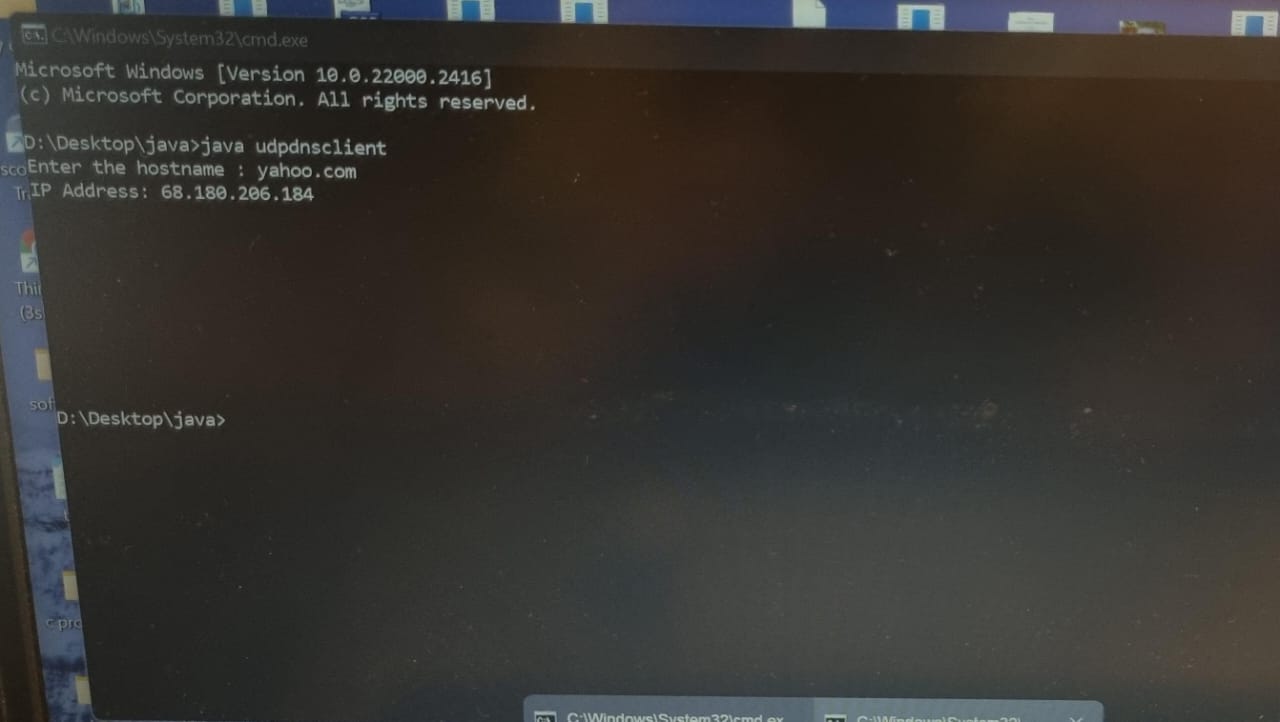 C:\Windows\System32\cmd.exe
Microsoft Windows [Version 10.0.22000.2416]
(c) Microsoft Corporation. All rights reserved.
D:\Desktop\java>java udpdnsclient
Enter the hostname : yahoo.com
IP Address: 68.180.206.184
D:\Desktop\java>
sco
Tr
Thi
(3s
sof
c pro
C:\Windows\System32\cmd.ex
C:\Windows\System32\